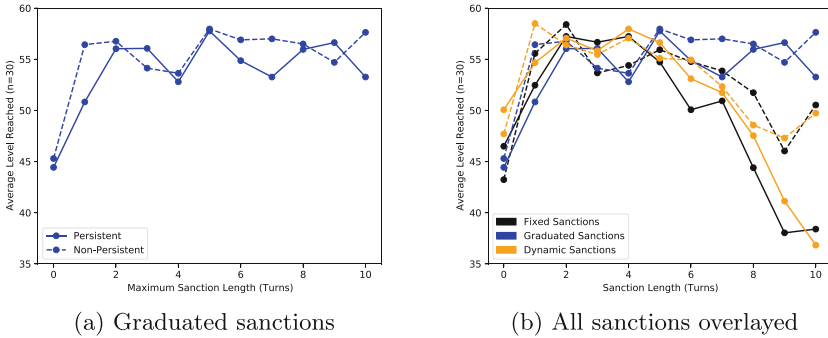 60
55
50
45
40
35
Average Level Reached (n=30)
Persistent
Non-Persistent
0 2 4 6 8 10
Maximum Sanction Length (Turns)
(a) Graduated sanctions
60
55
50
45
40
35
Average Level Reached (n=30)
Fixed Sanctions
Graduated Sanctions
Dynamic Sanctions
0 2 4 6 8 10
Sanction Length (Turns)
(b) All sanctions overlayed